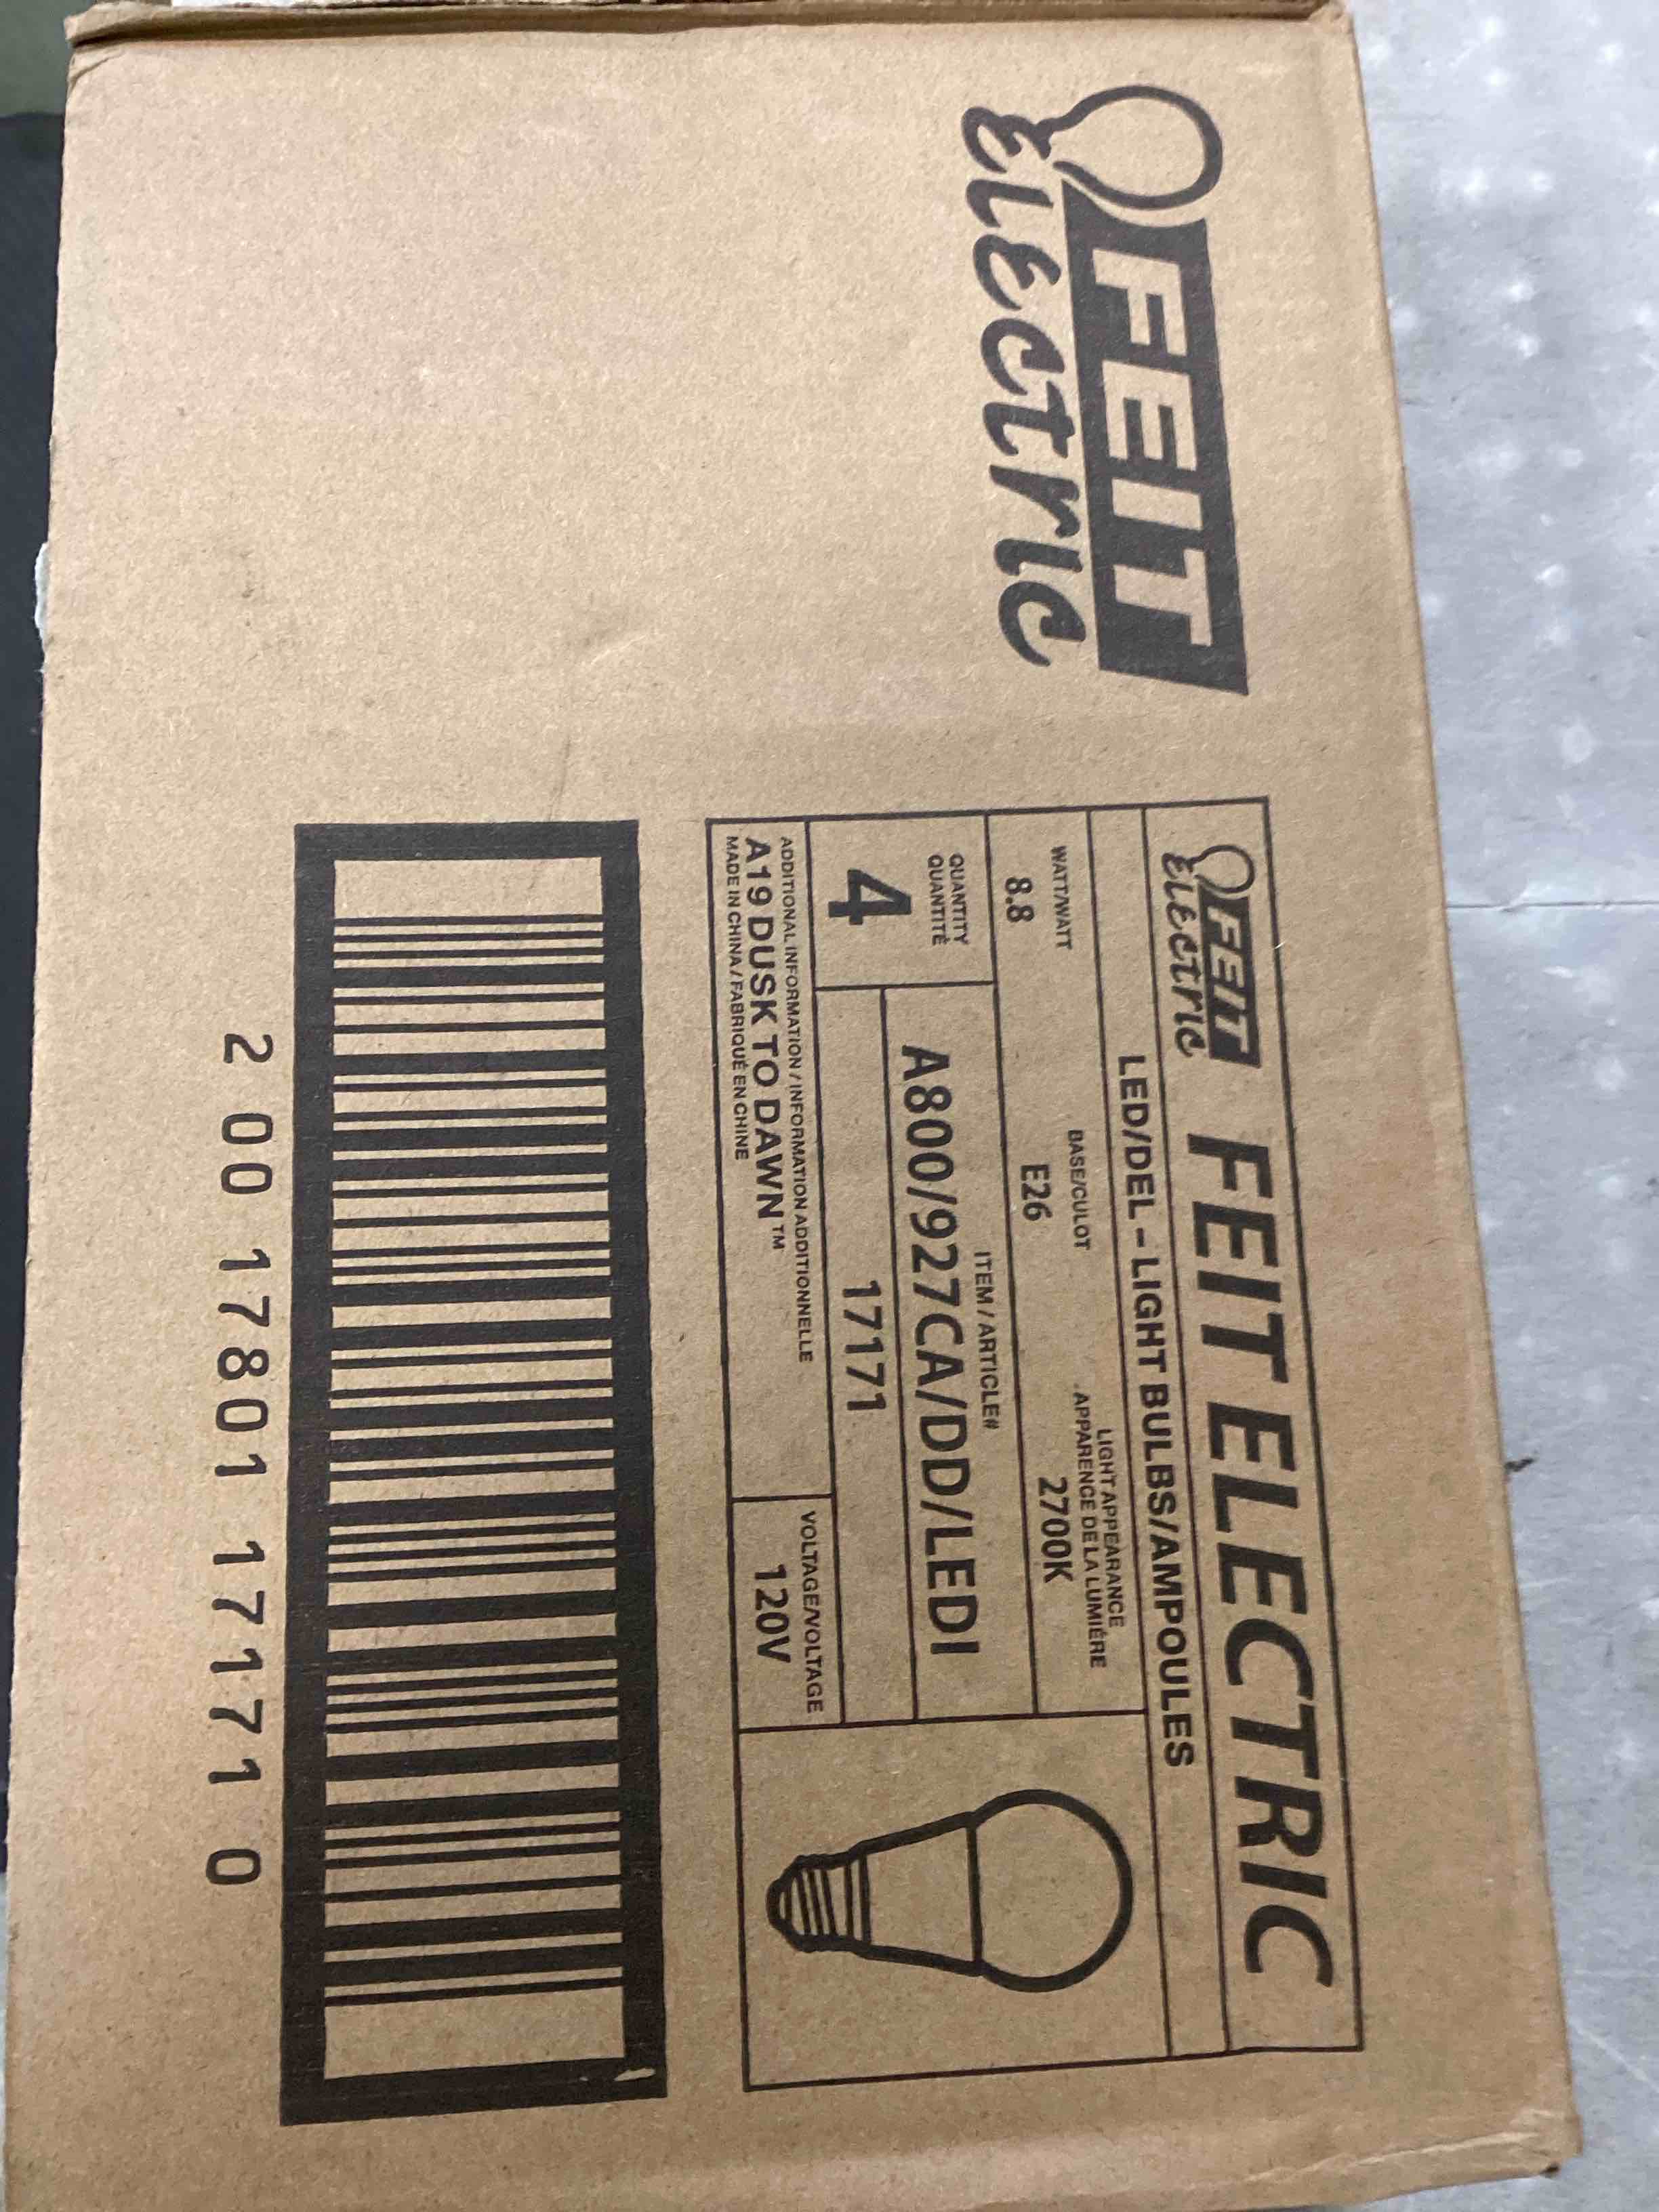 FEIT
ELECTRIC
FEIT
ELECTRIC
FEIT ELECTRIC
LED/DEL – LIGHT BULBS/AMPOULES
WATT/WATT
8.8
BASE/CULOT
E26
LIGHT APPEARANCE
APPARENCE DE LA LUMIÈRE
2700K
QUANTITY
QUANTITÉ
4
ITEM / ARTICLE#
A800/927CA/DD/LEDI
17171
ADDITIONAL INFORMATION / INFORMATION ADDITIONNELLE
A19 DUSK TO DAWN™
MADE IN CHINA / FABRIQUÉ EN CHINE
VOLTAGE/VOLTAGE
120V
2 00 17801 17171 0